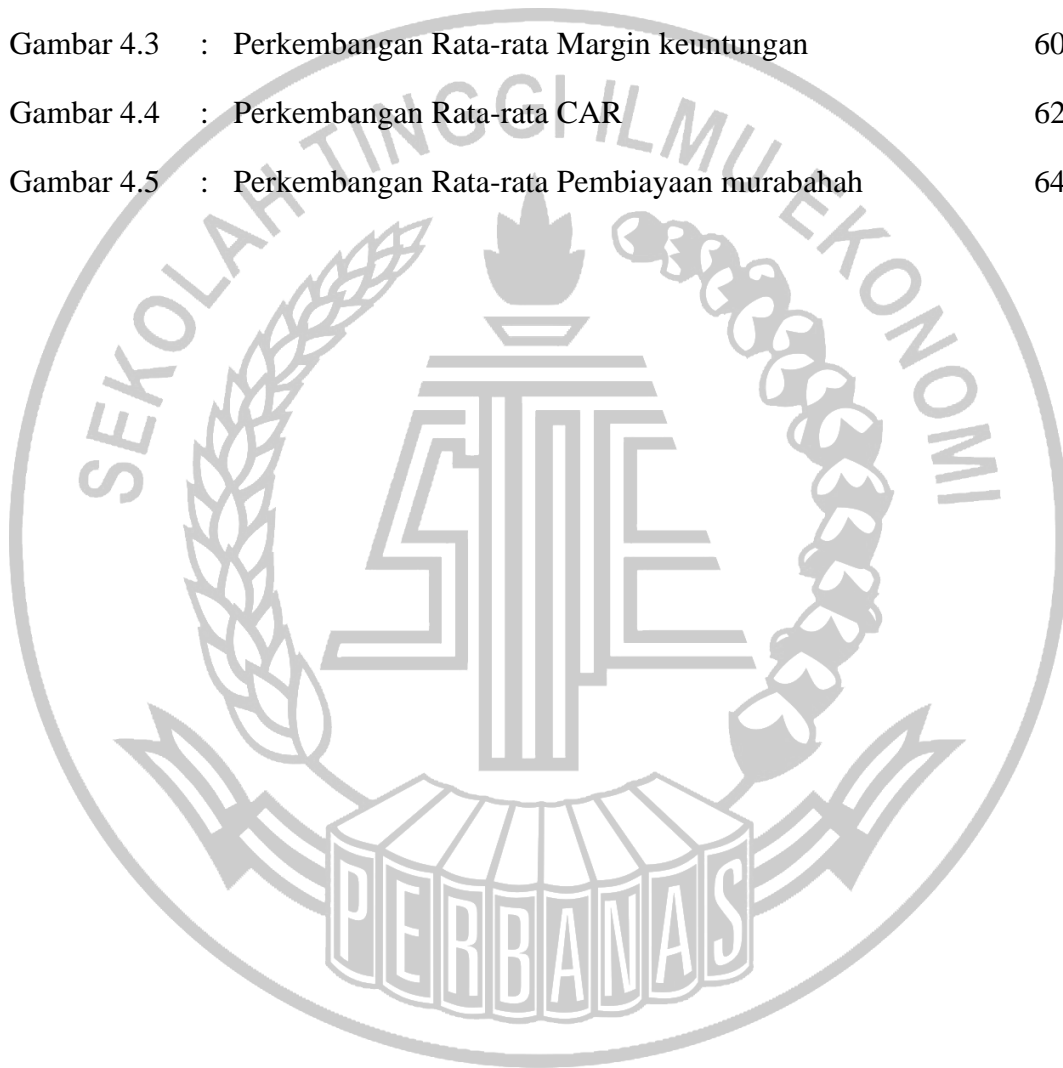 Gambar 4.3 : Perkembangan Rata-rata Margin keuntungan 60
Gambar 4.4 : Perkembangan Rata-rata CAR 62
Gambar 4.5 : Perkembangan Rata-rata Pembiayaan murabahah 64
SEKOLAH TINGGI ILMU EKONOMI
STIE
PERBANAS